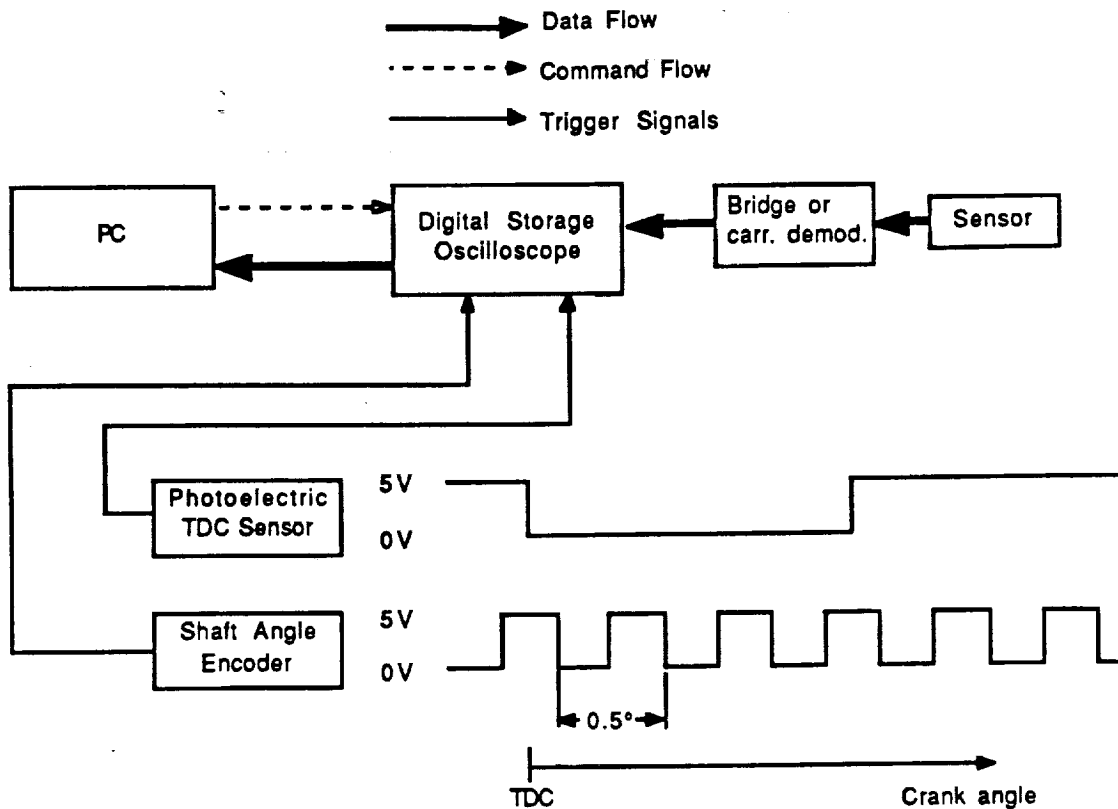 Data Flow
Command Flow
Trigger Signals
PC
Digital Storage
Oscilloscope
Bridge or
carr. demod.
Sensor
Photoelectric
TDC Sensor
5V
0V
Shaft Angle
Encoder
5V
0V
0.5°
TDC
Crank angle